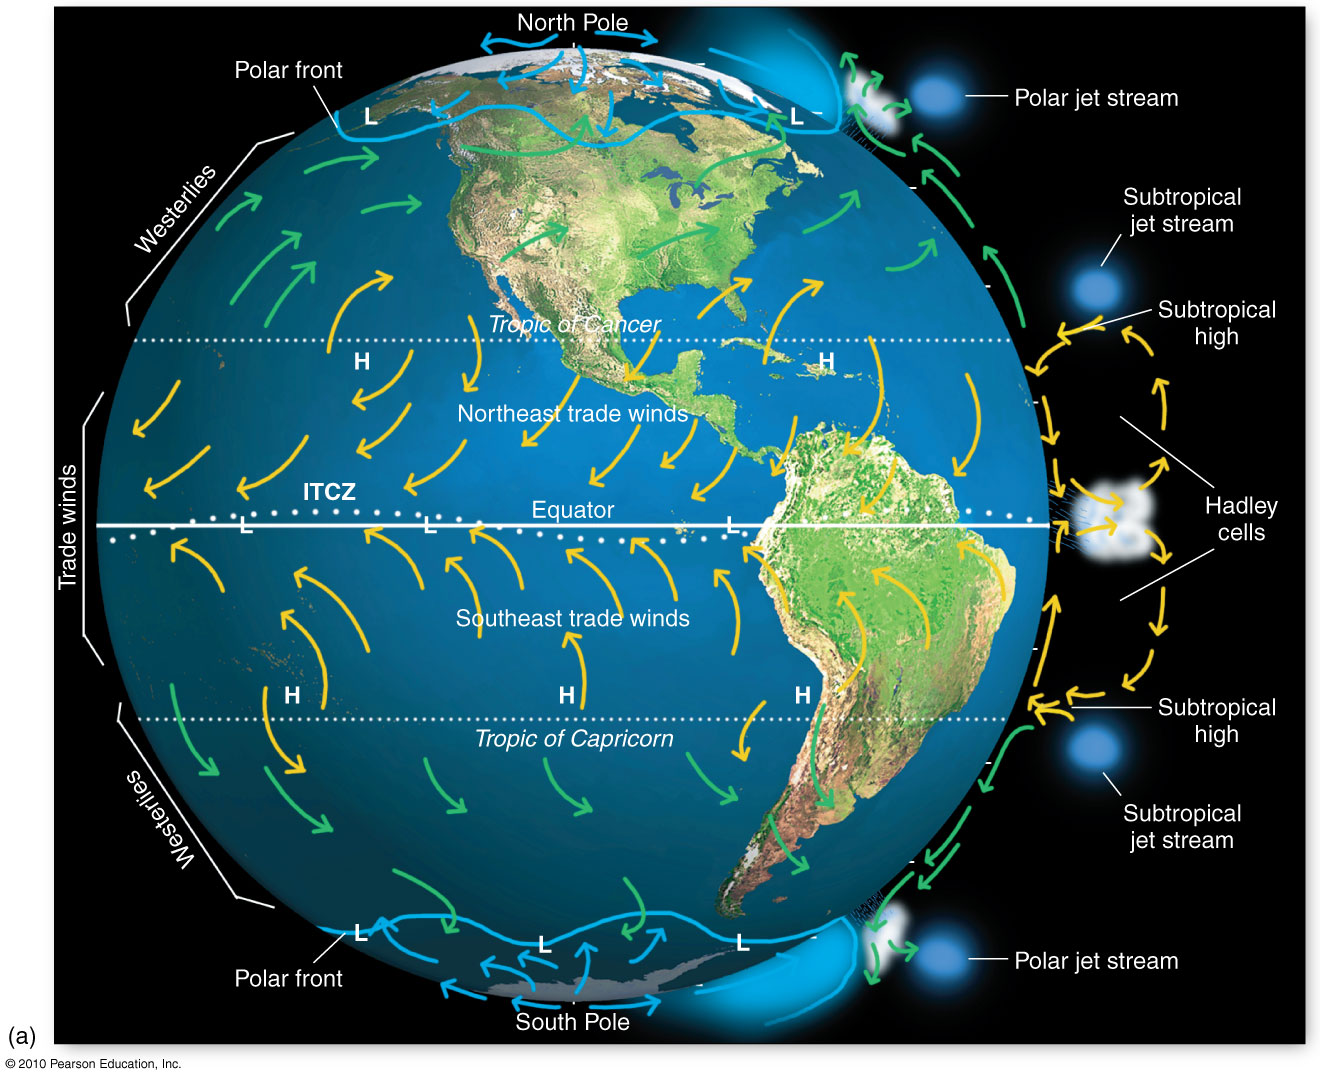 North Pole
Polar front
L
L
Polar jet stream
Westerlies
Subtropical
jet stream
Subtropical
high
Tropic of Cancer
H
H
Northeast trade winds
Trade winds
ITCZ
Equator
L
L
L
Hadley
cells
Southeast trade winds
H
H
H
Subtropical
high
Tropic of Capricorn
Westerlies
Subtropical
jet stream
L
L
L
Polar front
Polar jet stream
South Pole
(a)
© 2010 Pearson Education, Inc.